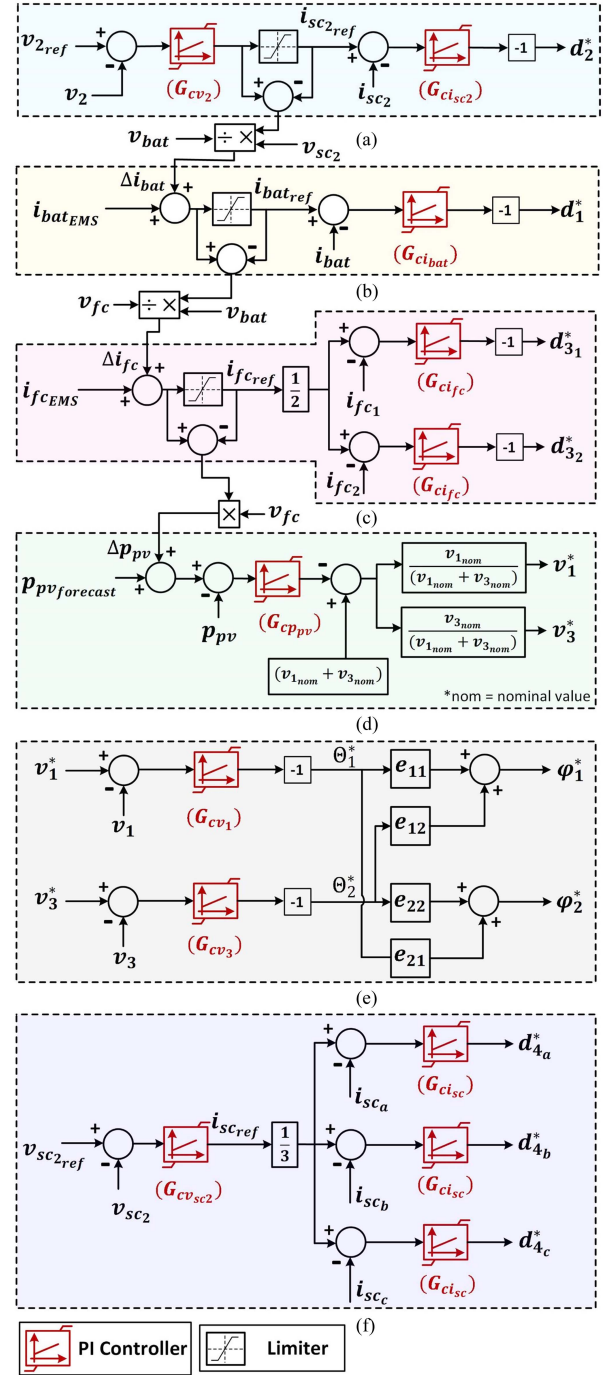 v2ref + - v2 (Gcv2) isc2ref + - isc2 (Gcisc2) -1 d2*
+ -
(a)
vbat ÷ × vsc2
Δibat + ibatEMS + + - ibatref + - ibat (Gcibat) -1 d1*
(b)
vfc ÷ × vbat
Δifc + ifcEMS + + - ifcref 1/2
+ - ifc1 (Gcifc) -1 d31*
+ - ifc2 (Gcifc) -1 d32*
(c)
× vfc
Δppv + ppvforecast + + - ppv (Gcppv) - +
(v1nom + v3nom)
v1nom / (v1nom + v3nom) v1*
v3nom / (v1nom + v3nom) v3*
*nom = nominal value
(d)
v1* + - v1 (Gcv1) -1 Θ1* e11 + + φ1*
e12
v3* + - v3 (Gcv3) -1 Θ2* e22 + + φ2*
e21
(e)
vsc2ref + - vsc2 (Gcvsc2) iscref 1/3
+ - isca (Gcisc) d4a*
+ - iscb (Gcisc) d4b*
+ - iscc (Gcisc) d4c*
(f)
PI Controller
Limiter